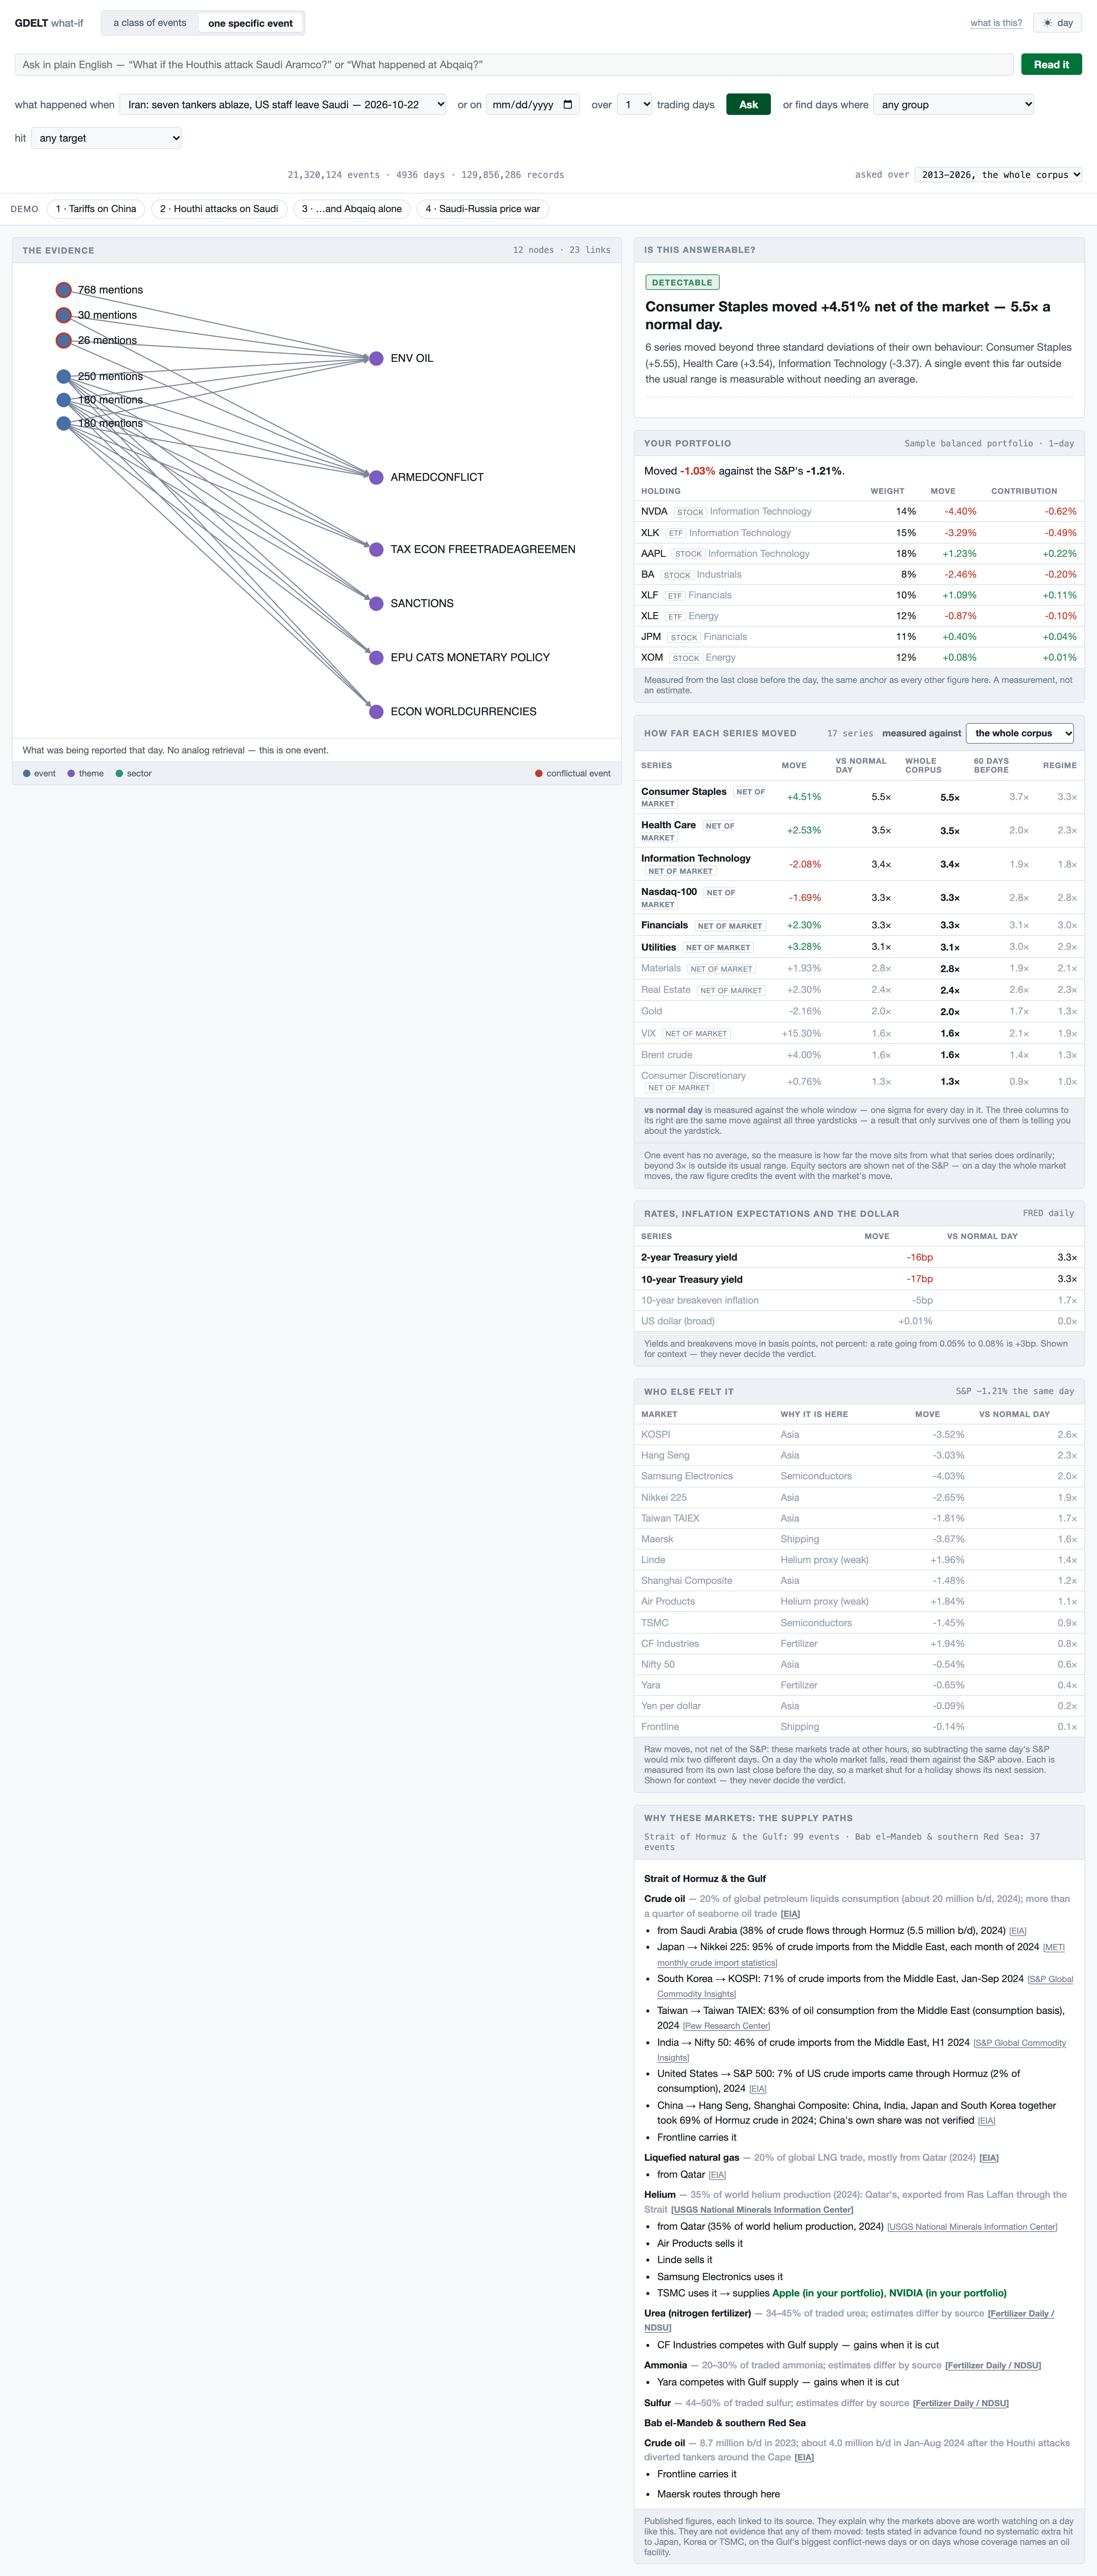 GDELT what-if
a class of events
one specific event
what is this?
☀ day
Ask in plain English — “What if the Houthis attack Saudi Aramco?” or “What happened at Abqaiq?”
Read it
what happened when Iran: seven tankers ablaze, US staff leave Saudi — 2026-10-22 or on mm/dd/yyyy over 1 trading days Ask or find days where any group
hit any target
21,320,124 events · 4936 days · 129,856,286 records
asked over 2013–2026, the whole corpus
DEMO 1 · Tariffs on China 2 · Houthi attacks on Saudi 3 · …and Abqaiq alone 4 · Saudi-Russia price war
THE EVIDENCE 12 nodes · 23 links
768 mentions
30 mentions
26 mentions
250 mentions
180 mentions
180 mentions
ENV OIL
ARMEDCONFLICT
TAX ECON FREETRADEAGREEMEN
SANCTIONS
EPU CATS MONETARY POLICY
ECON WORLDCURRENCIES
What was being reported that day. No analog retrieval — this is one event.
event theme sector conflictual event
IS THIS ANSWERABLE?
DETECTABLE
Consumer Staples moved +4.51% net of the market — 5.5× a
normal day.
6 series moved beyond three standard deviations of their own behaviour: Consumer Staples
(+5.55), Health Care (+3.54), Information Technology (-3.37). A single event this far outside
the usual range is measurable without needing an average.
YOUR PORTFOLIO Sample balanced portfolio · 1-day
Moved -1.03% against the S&P's -1.21%.
HOLDING WEIGHT MOVE CONTRIBUTION
NVDA STOCK Information Technology 14% -4.40% -0.62%
XLK ETF Information Technology 15% -3.29% -0.49%
AAPL STOCK Information Technology 18% +1.23% +0.22%
BA STOCK Industrials 8% -2.46% -0.20%
XLF ETF Financials 10% +1.09% +0.11%
XLE ETF Energy 12% -0.87% -0.10%
JPM STOCK Financials 11% +0.40% +0.04%
XOM STOCK Energy 12% +0.08% +0.01%
Measured from the last close before the day, the same anchor as every other figure here. A measurement, not
an estimate.
HOW FAR EACH SERIES MOVED 17 series measured against the whole corpus
SERIES MOVE VS NORMAL DAY WHOLE CORPUS 60 DAYS BEFORE REGIME
Consumer Staples NET OF MARKET +4.51% 5.5× 5.5× 3.7× 3.3×
Health Care NET OF MARKET +2.53% 3.5× 3.5× 2.0× 2.3×
Information Technology NET OF MARKET -2.08% 3.4× 3.4× 1.9× 1.8×
Nasdaq-100 NET OF MARKET -1.69% 3.3× 3.3× 2.8× 2.8×
Financials NET OF MARKET +2.30% 3.3× 3.3× 3.1× 3.0×
Utilities NET OF MARKET +3.28% 3.1× 3.1× 3.0× 2.9×
Materials NET OF MARKET +1.93% 2.8× 2.8× 1.9× 2.1×
Real Estate NET OF MARKET +2.30% 2.4× 2.4× 2.6× 2.3×
Gold -2.16% 2.0× 2.0× 1.7× 1.3×
VIX NET OF MARKET +15.30% 1.6× 1.6× 2.1× 1.9×
Brent crude +4.00% 1.6× 1.6× 1.4× 1.3×
Consumer Discretionary NET OF MARKET +0.76% 1.3× 1.3× 0.9× 1.0×
vs normal day is measured against the whole window — one sigma for every day in it. The three columns to
its right are the same move against all three yardsticks — a result that only survives one of them is telling you
about the yardstick.
One event has no average, so the measure is how far the move sits from what that series does ordinarily;
beyond 3× is outside its usual range. Equity sectors are shown net of the S&P — on a day the whole market
moves, the raw figure credits the event with the market's move.
RATES, INFLATION EXPECTATIONS AND THE DOLLAR FRED daily
SERIES MOVE VS NORMAL DAY
2-year Treasury yield -16bp 3.3×
10-year Treasury yield -17bp 3.3×
10-year breakeven inflation -5bp 1.7×
US dollar (broad) +0.01% 0.0×
Yields and breakevens move in basis points, not percent: a rate going from 0.05% to 0.08% is +3bp. Shown
for context — they never decide the verdict.
WHO ELSE FELT IT S&P -1.21% the same day
MARKET WHY IT IS HERE MOVE VS NORMAL DAY
KOSPI Asia -3.52% 2.6×
Hang Seng Asia -3.03% 2.3×
Samsung Electronics Semiconductors -4.03% 2.0×
Nikkei 225 Asia -2.65% 1.9×
Taiwan TAIEX Asia -1.81% 1.7×
Maersk Shipping -3.67% 1.6×
Linde Helium proxy (weak) +1.96% 1.4×
Shanghai Composite Asia -1.48% 1.2×
Air Products Helium proxy (weak) +1.84% 1.1×
TSMC Semiconductors -1.45% 0.9×
CF Industries Fertilizer +1.94% 0.8×
Nifty 50 Asia -0.54% 0.6×
Yara Fertilizer -0.65% 0.4×
Yen per dollar Asia -0.09% 0.2×
Frontline Shipping -0.14% 0.1×
Raw moves, not net of the S&P: these markets trade at other hours, so subtracting the same day's S&P
would mix two different days. On a day the whole market falls, read them against the S&P above. Each is
measured from its own last close before the day, so a market shut for a holiday shows its next session.
Shown for context — they never decide the verdict.
WHY THESE MARKETS: THE SUPPLY PATHS
Strait of Hormuz & the Gulf: 99 events · Bab el-Mandeb & southern Red Sea: 37
events
Strait of Hormuz & the Gulf
Crude oil — 20% of global petroleum liquids consumption (about 20 million b/d, 2024); more than
a quarter of seaborne oil trade [EIA]
• from Saudi Arabia (38% of crude flows through Hormuz (5.5 million b/d), 2024) [EIA]
• Japan → Nikkei 225: 95% of crude imports from the Middle East, each month of 2024 [METI
monthly crude import statistics]
• South Korea → KOSPI: 71% of crude imports from the Middle East, Jan-Sep 2024 [S&P Global
Commodity Insights]
• Taiwan → Taiwan TAIEX: 63% of oil consumption from the Middle East (consumption basis),
2024 [Pew Research Center]
• India → Nifty 50: 46% of crude imports from the Middle East, H1 2024 [S&P Global Commodity
Insights]
• United States → S&P 500: 7% of US crude imports came through Hormuz (2% of
consumption), 2024 [EIA]
• China → Hang Seng, Shanghai Composite: China, India, Japan and South Korea together
took 69% of Hormuz crude in 2024; China's own share was not verified [EIA]
• Frontline carries it
Liquefied natural gas — 20% of global LNG trade, mostly from Qatar (2024) [EIA]
• from Qatar [EIA]
Helium — 35% of world helium production (2024): Qatar's, exported from Ras Laffan through the
Strait [USGS National Minerals Information Center]
• from Qatar (35% of world helium production, 2024) [USGS National Minerals Information Center]
• Air Products sells it
• Linde sells it
• Samsung Electronics uses it
• TSMC uses it → supplies Apple (in your portfolio), NVIDIA (in your portfolio)
Urea (nitrogen fertilizer) — 34–45% of traded urea; estimates differ by source [Fertilizer Daily /
NDSU]
• CF Industries competes with Gulf supply — gains when it is cut
Ammonia — 20–30% of traded ammonia; estimates differ by source [Fertilizer Daily / NDSU]
• Yara competes with Gulf supply — gains when it is cut
Sulfur — 44–50% of traded sulfur; estimates differ by source [Fertilizer Daily / NDSU]
Bab el-Mandeb & southern Red Sea
Crude oil — 8.7 million b/d in 2023; about 4.0 million b/d in Jan-Aug 2024 after the Houthi attacks
diverted tankers around the Cape [EIA]
• Frontline carries it
• Maersk routes through here
Published figures, each linked to its source. They explain why the markets above are worth watching on a day
like this. They are not evidence that any of them moved: tests stated in advance found no systematic extra hit
to Japan, Korea or TSMC, on the Gulf's biggest conflict-news days or on days whose coverage names an oil
facility.